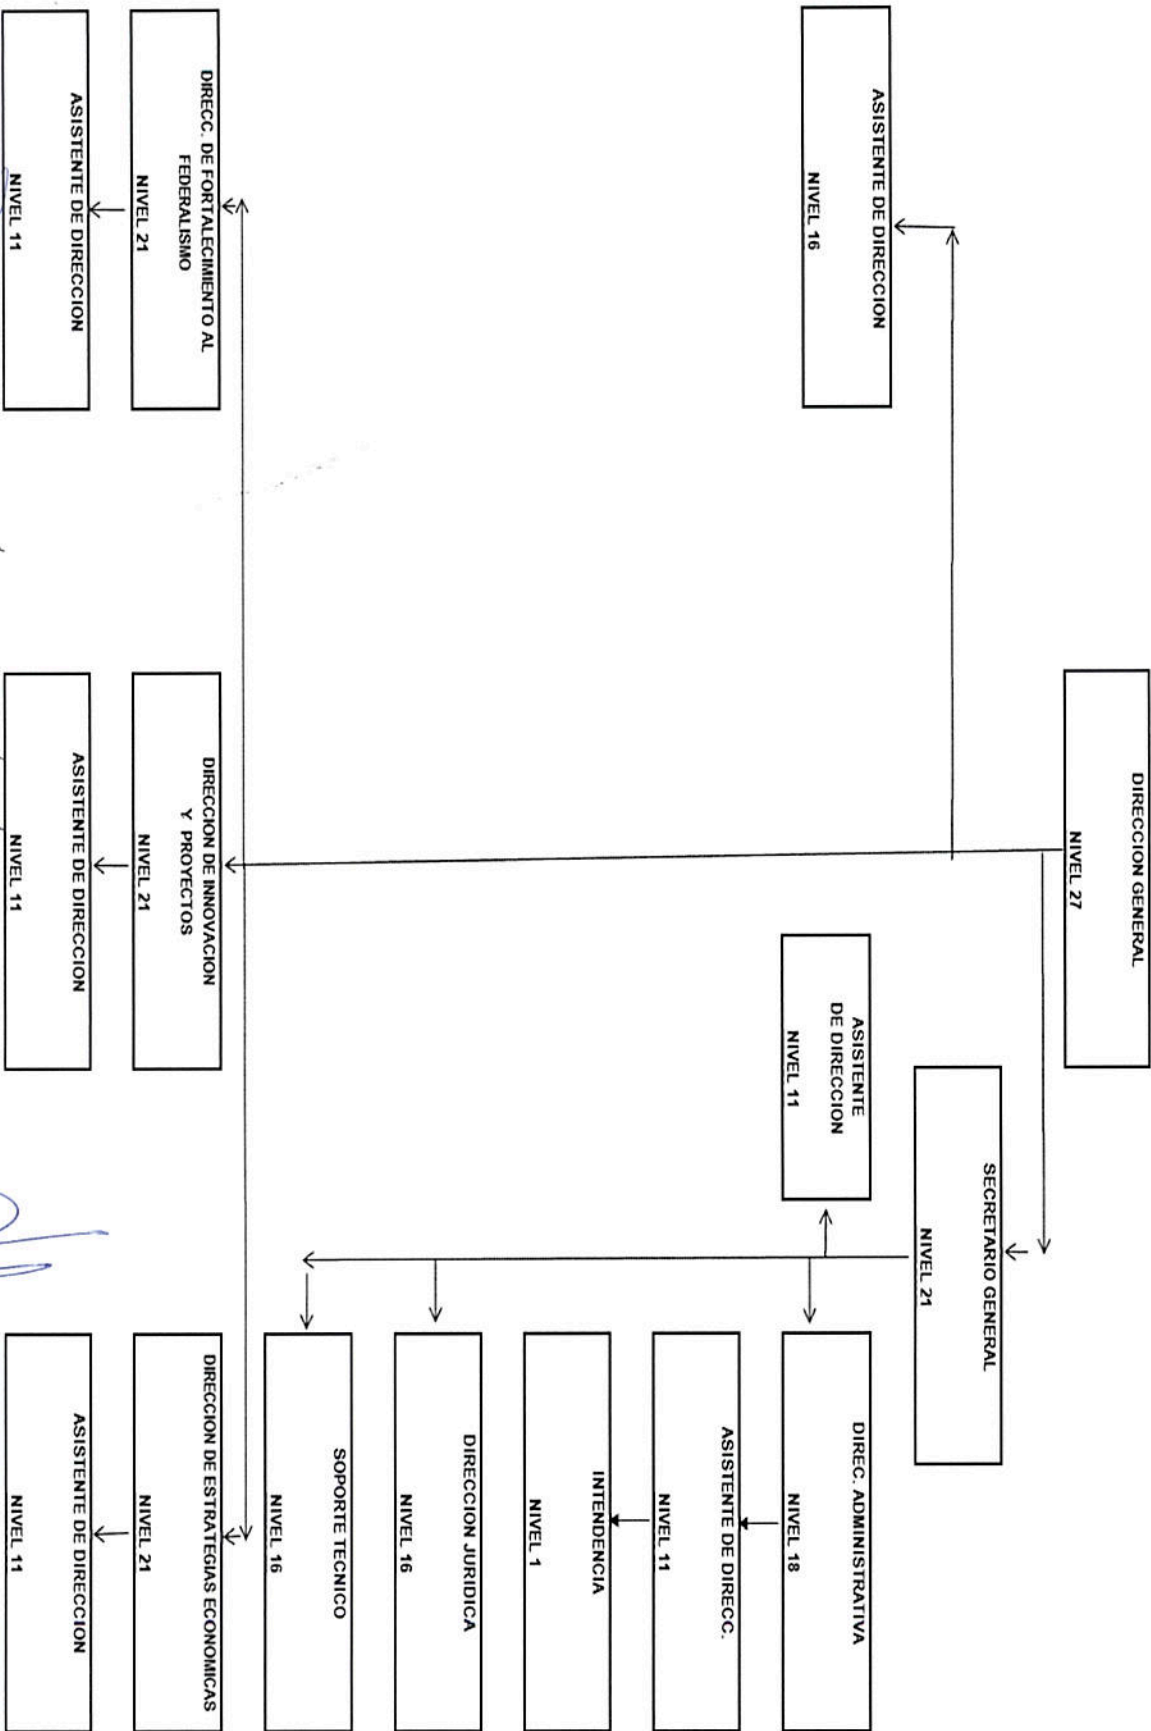 DIRECCION GENERAL
NIVEL 27
SECRETARIO GENERAL
NIVEL 21
ASISTENTE DE DIRECCION
NIVEL 16
ASISTENTE
DE DIRECCION
NIVEL 11
DIREC. ADMINISTRATIVA
NIVEL 18
ASISTENTE DE DIRECC.
NIVEL 11
INTENDENCIA
NIVEL 1
DIRECCION JURIDICA
NIVEL 16
SOPORTE TECNICO
NIVEL 16
DIRECC. DE FORTALECIMIENTO AL
FEDERALISMO
NIVEL 21
DIRECCION DE INNOVACION
Y PROYECTOS
NIVEL 21
DIRECCION DE ESTRATEGIAS ECONOMICAS
NIVEL 21
ASISTENTE DE DIRECCION
NIVEL 11
ASISTENTE DE DIRECCION
NIVEL 11
ASISTENTE DE DIRECCION
NIVEL 11